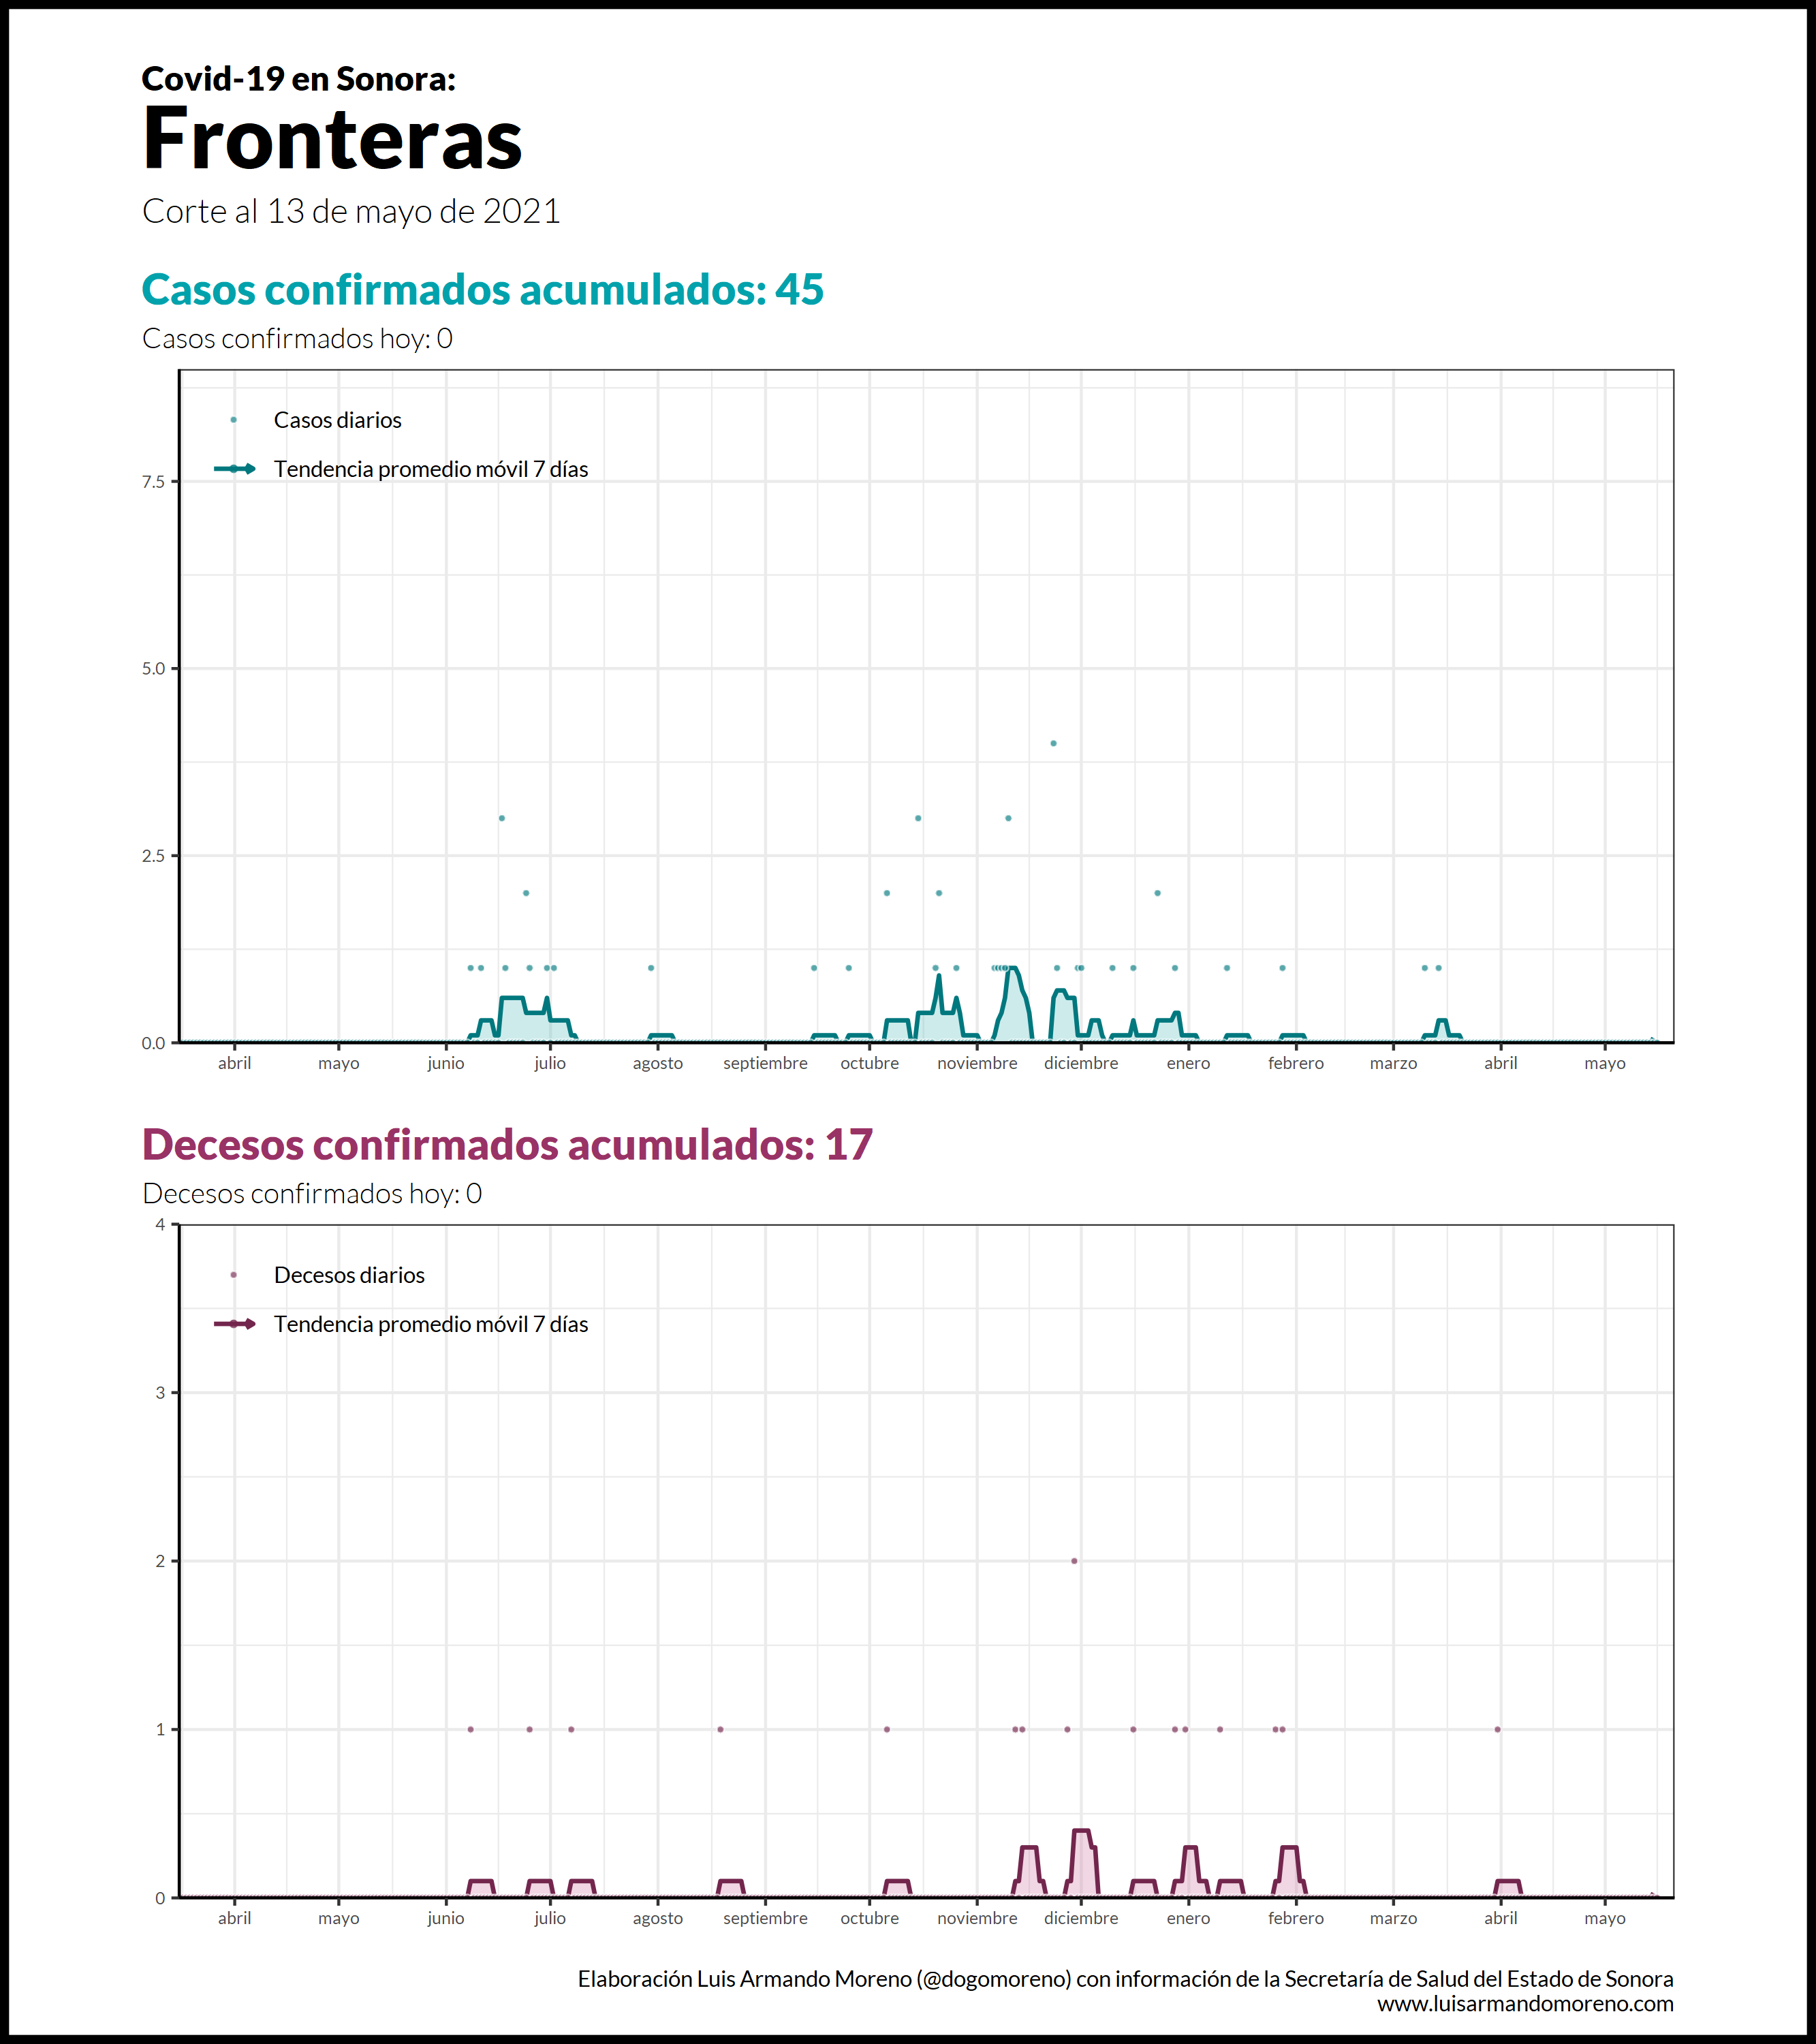 Covid-19 en Sonora:
Fronteras
Corte al 13 de mayo de 2021
Casos confirmados acumulados: 45
Casos confirmados hoy: 0
Casos diarios
Tendencia promedio móvil 7 días
7.5
5.0
2.5
0.0
abril mayo junio julio agosto septiembre octubre noviembre diciembre enero febrero marzo abril mayo
Decesos confirmados acumulados: 17
Decesos confirmados hoy: 0
4
Decesos diarios
Tendencia promedio móvil 7 días
3
2
1
0
abril mayo junio julio agosto septiembre octubre noviembre diciembre enero febrero marzo abril mayo
Elaboración Luis Armando Moreno (@dogomoreno) con información de la Secretaría de Salud del Estado de Sonora
www.luisarmandomoreno.com